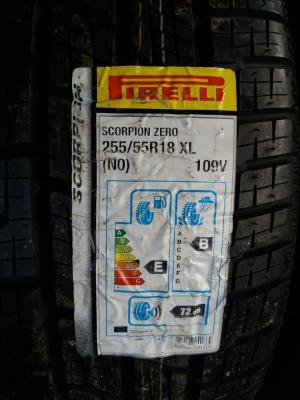 PIRELLI
SCORPION ZERO
255/55R18 XL
(N0) 109V
SCORPION
A
B
C
D
E
F
G
E
A
B
C
D
E
F
G
B
72 dB